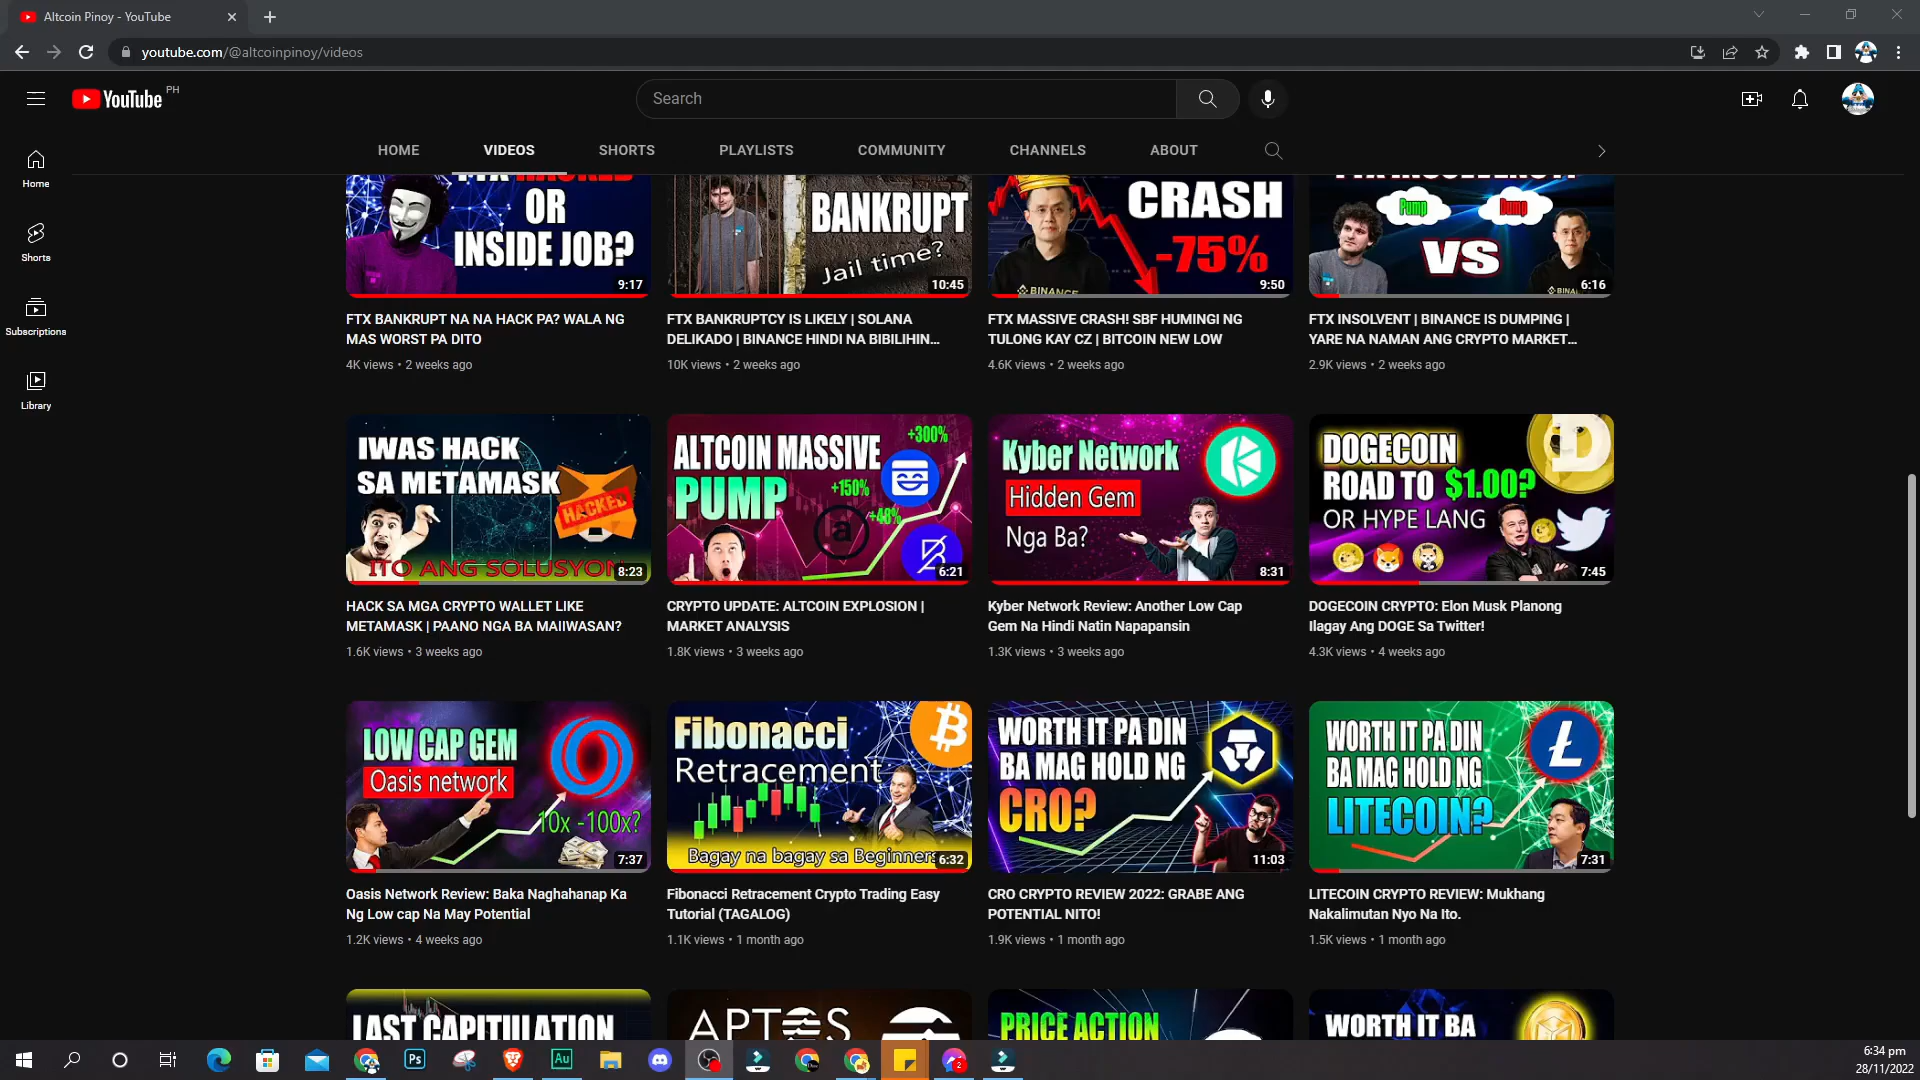 Altcoin Pinoy - YouTube
youtube.com/@altcoinpinoy/videos
YouTube PH
Search
HOME VIDEOS SHORTS PLAYLISTS COMMUNITY CHANNELS ABOUT
Home
Shorts
Subscriptions
Library
OR
INSIDE JOB?
9:17
BANKRUPT
Jail time?
10:45
CRASH
-75%
BINANCE
9:50
Pump
Dump
VS
6:16
FTX BANKRUPT NA NA HACK PA? WALA NG
MAS WORST PA DITO
4K views • 2 weeks ago
FTX BANKRUPTCY IS LIKELY | SOLANA
DELIKADO | BINANCE HINDI NA BIBILIHIN...
10K views • 2 weeks ago
FTX MASSIVE CRASH! SBF HUMINGI NG
TULONG KAY CZ | BITCOIN NEW LOW
4.6K views • 2 weeks ago
FTX INSOLVENT | BINANCE IS DUMPING |
YARE NA NAMAN ANG CRYPTO MARKET...
2.9K views • 2 weeks ago
IWAS HACK
SA METAMASK
HACKED
ITO ANG SOLUSYON
8:23
ALTCOIN MASSIVE
PUMP
+300%
+150%
+48%
6:21
Kyber Network
Hidden Gem
Nga Ba?
8:31
DOGECOIN
ROAD TO $1.00?
OR HYPE LANG
7:45
HACK SA MGA CRYPTO WALLET LIKE
METAMASK | PAANO NGA BA MAIIWASAN?
1.6K views • 3 weeks ago
CRYPTO UPDATE: ALTCOIN EXPLOSION |
MARKET ANALYSIS
1.8K views • 3 weeks ago
Kyber Network Review: Another Low Cap
Gem Na Hindi Natin Napapansin
1.3K views • 3 weeks ago
DOGECOIN CRYPTO: Elon Musk Planong
Ilagay Ang DOGE Sa Twitter!
4.3K views • 4 weeks ago
LOW CAP GEM
Oasis network
10x -100x?
7:37
Fibonacci
Retracement
Bagay na bagay sa Beginners
6:32
WORTH IT PA DIN
BA MAG HOLD NG
CRO?
11:03
WORTH IT PA DIN
BA MAG HOLD NG
LITECOIN?
7:31
Oasis Network Review: Baka Naghahanap Ka
Ng Low cap Na May Potential
1.2K views • 4 weeks ago
Fibonacci Retracement Crypto Trading Easy
Tutorial (TAGALOG)
1.1K views • 1 month ago
CRO CRYPTO REVIEW 2022: GRABE ANG
POTENTIAL NITO!
1.9K views • 1 month ago
LITECOIN CRYPTO REVIEW: Mukhang
Nakalimutan Nyo Na Ito.
1.5K views • 1 month ago
LAST CAPITULATION
APTOS
PRICE ACTION
WORTH IT BA
Ps
Au
2
6:34 pm
28/11/2022